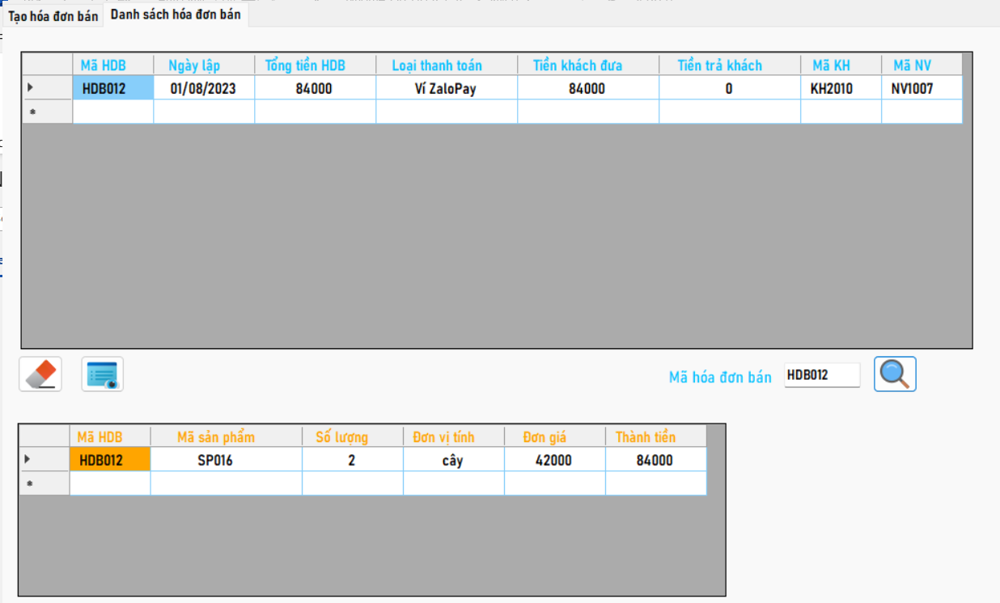 Tạo hóa đơn bán Danh sách hóa đơn bán
Mã HDB Ngày lập Tổng tiền HDB Loại thanh toán Tiền khách đưa Tiền trả khách Mã KH Mã NV
HDB012 01/08/2023 84000 Ví ZaloPay 84000 0 KH2010 NV1007
Mã hóa đơn bán HDB012
Mã HDB Mã sản phẩm Số lượng Đơn vị tính Đơn giá Thành tiền
HDB012 SP016 2 cây 42000 84000